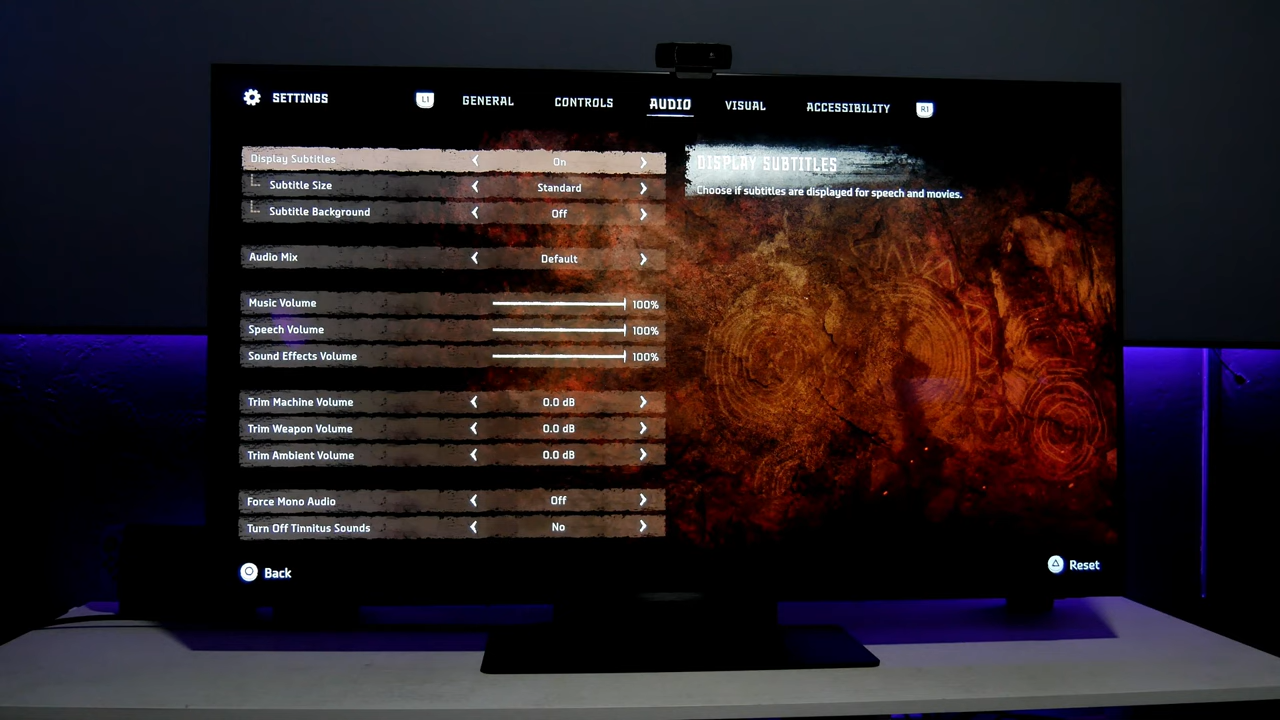 SETTINGS
L1 GENERAL CONTROLS AUDIO VISUAL ACCESSIBILITY R1
Display Subtitles On
Subtitle Size Standard
Subtitle Background Off
Audio Mix Default
Music Volume 100%
Speech Volume 100%
Sound Effects Volume 100%
Trim Machine Volume 0.0 dB
Trim Weapon Volume 0.0 dB
Trim Ambient Volume 0.0 dB
Force Mono Audio Off
Turn Off Tinnitus Sounds No
DISPLAY SUBTITLES
Choose if subtitles are displayed for speech and movies.
Back
Reset